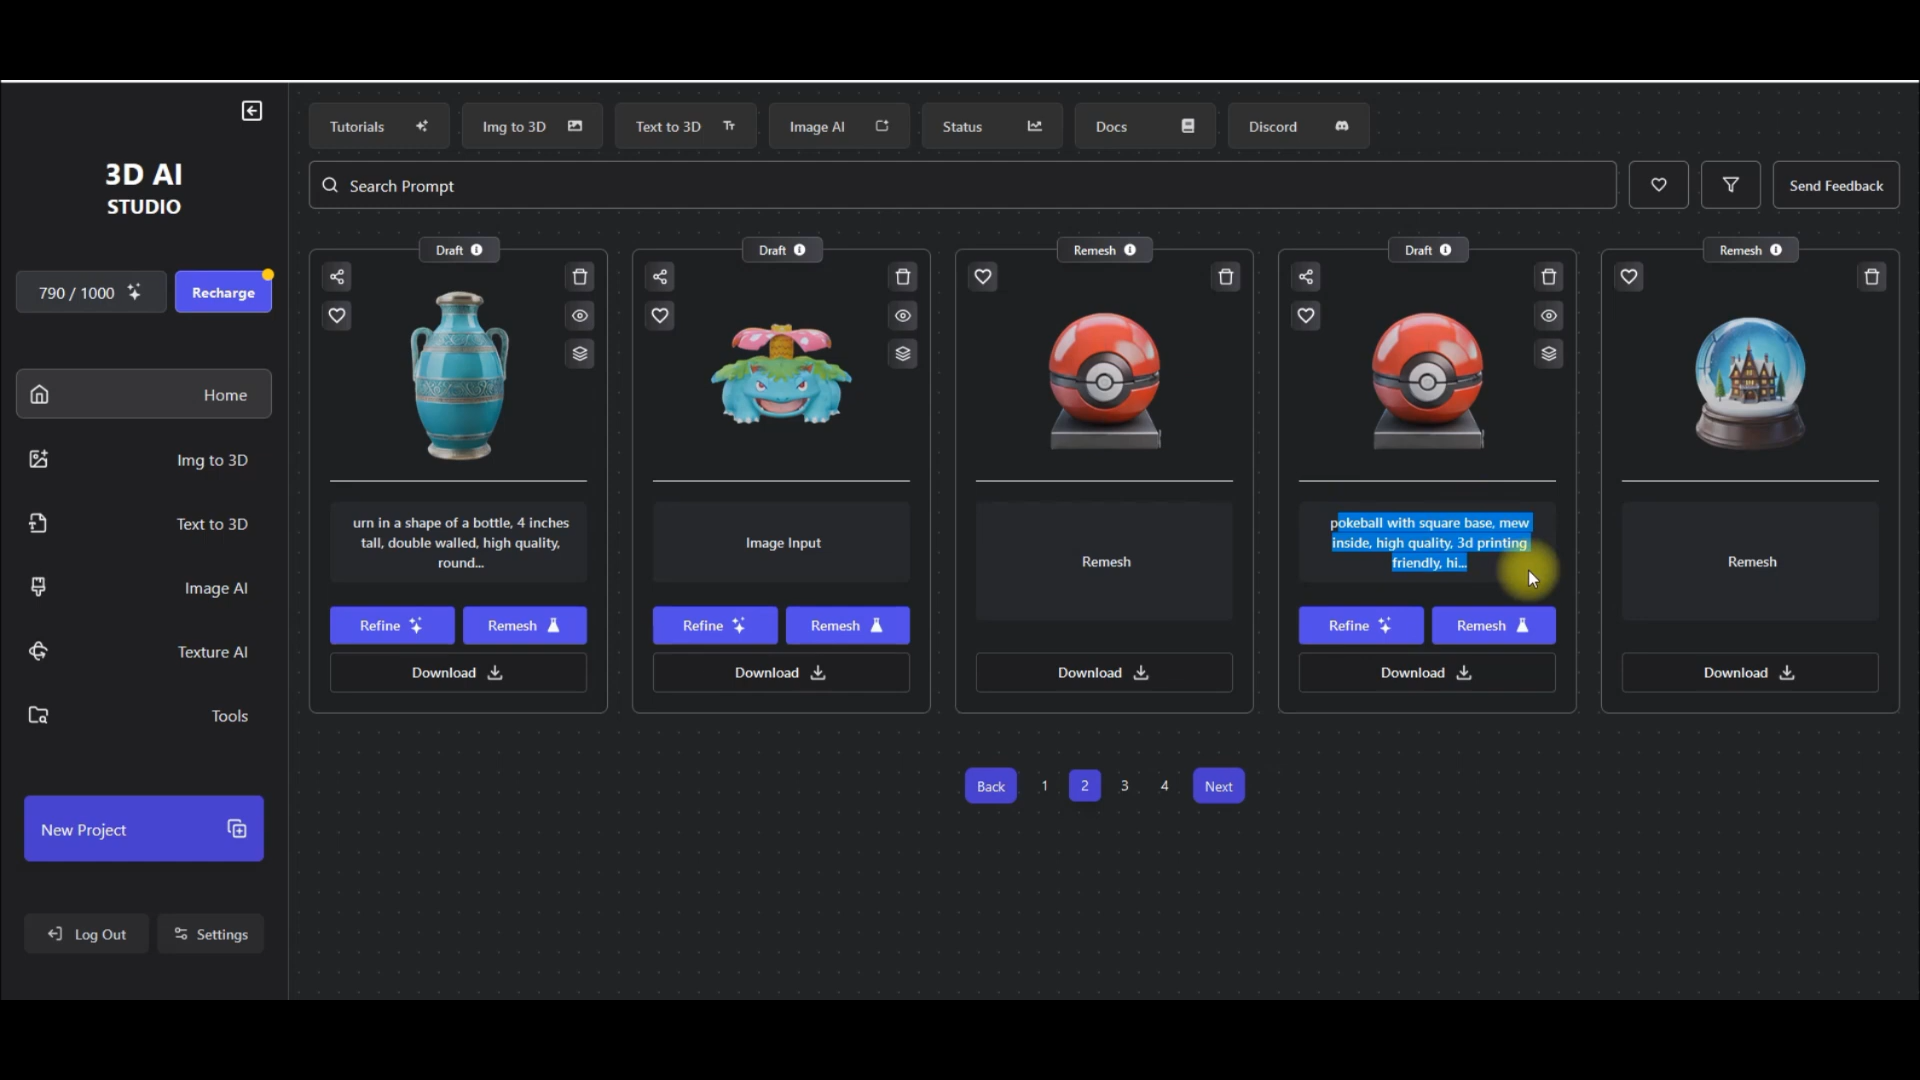 3D AI
STUDIO
790 / 1000
Recharge
Home
Img to 3D
Text to 3D
Image AI
Texture AI
Tools
New Project
Log Out
Settings
Tutorials
Img to 3D
Text to 3D
Tr
Image AI
Status
Docs
Discord
Search Prompt
Send Feedback
Draft
urn in a shape of a bottle, 4 inches
tall, double walled, high quality,
round...
Refine
Remesh
Download
Draft
Image Input
Refine
Remesh
Download
Remesh
Remesh
Download
Draft
pokeball with square base, mew
inside, high quality, 3d printing
friendly, hi...
Refine
Remesh
Download
Remesh
Remesh
Download
Back
1
2
3
4
Next